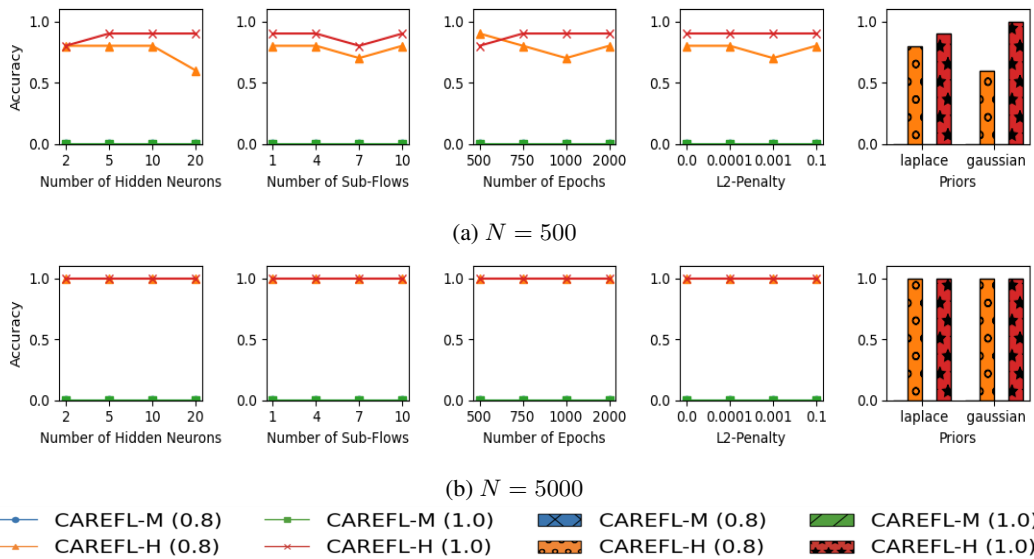 1.0
0.5
0.0
Accuracy
2 5 10 20
Number of Hidden Neurons
1 4 7 10
Number of Sub-Flows
500 750 1000 2000
Number of Epochs
0.0 0.0001 0.001 0.1
L2-Penalty
laplace gaussian
Priors
1.0
0.5
0.0
1.0
0.5
0.0
1.0
0.5
0.0
1.0
0.5
0.0
(a) N = 500
1.0
0.5
0.0
Accuracy
2 5 10 20
Number of Hidden Neurons
1.0
0.5
0.0
1 4 7 10
Number of Sub-Flows
1.0
0.5
0.0
500 750 1000 2000
Number of Epochs
1.0
0.5
0.0
0.0 0.0001 0.001 0.1
L2-Penalty
1.0
0.5
0.0
laplace gaussian
Priors
(b) N = 5000
CAREFL-M (0.8) CAREFL-M (1.0) CAREFL-M (0.8) CAREFL-M (1.0)
CAREFL-H (0.8) CAREFL-H (1.0) CAREFL-H (0.8) CAREFL-H (1.0)